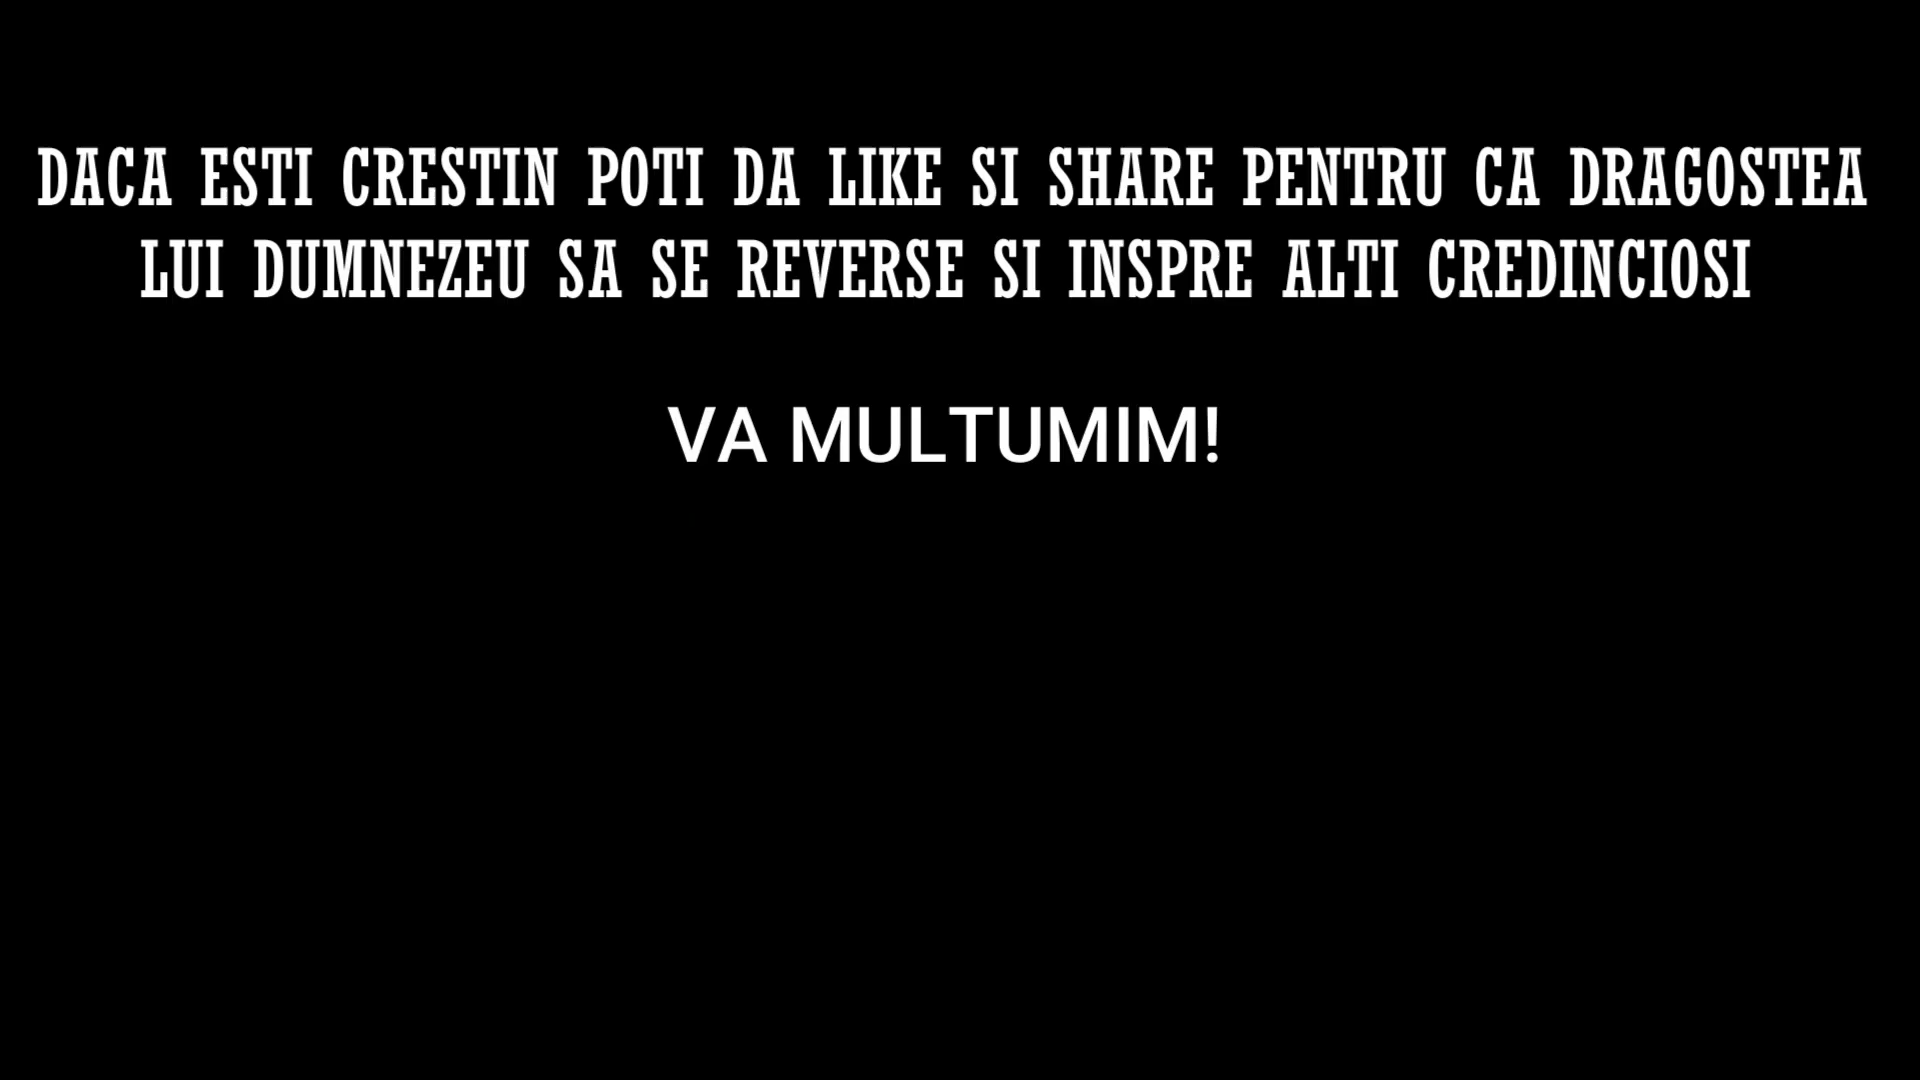 DACA ESTI CRESTIN POTI DA LIKE SI SHARE PENTRU CA DRAGOSTEA
LUI DUMNEZEU SA SE REVERSE SI INSPRE ALTI CREDINCIOSI
VA MULTUMIM!